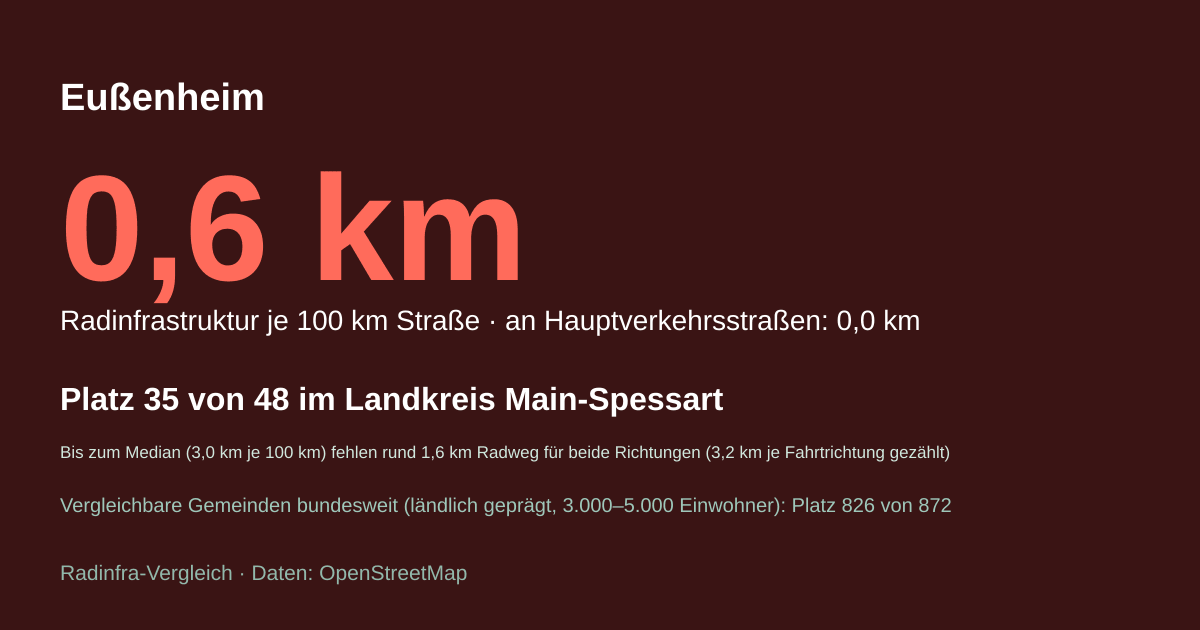 Eußenheim
0,6 km
Radinfrastruktur je 100 km Straße · an Hauptverkehrsstraßen: 0,0 km
Platz 35 von 48 im Landkreis Main-Spessart
Bis zum Median (3,0 km je 100 km) fehlen rund 1,6 km Radweg für beide Richtungen (3,2 km je Fahrtrichtung gezählt)
Vergleichbare Gemeinden bundesweit (ländlich geprägt, 3.000–5.000 Einwohner): Platz 826 von 872
Radinfra-Vergleich · Daten: OpenStreetMap